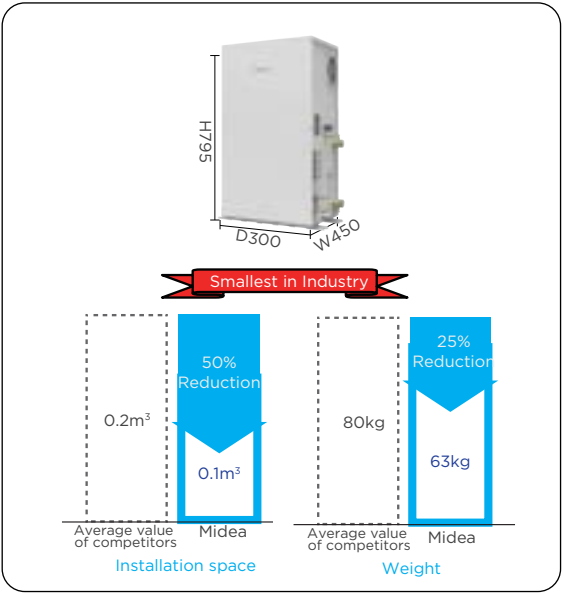 H795
D300
W450
Smallest in Industry
50%
Reduction
0.2m³
0.1m³
Average value
of competitors
Midea
Installation space
25%
Reduction
80kg
63kg
Average value
of competitors
Midea
Weight